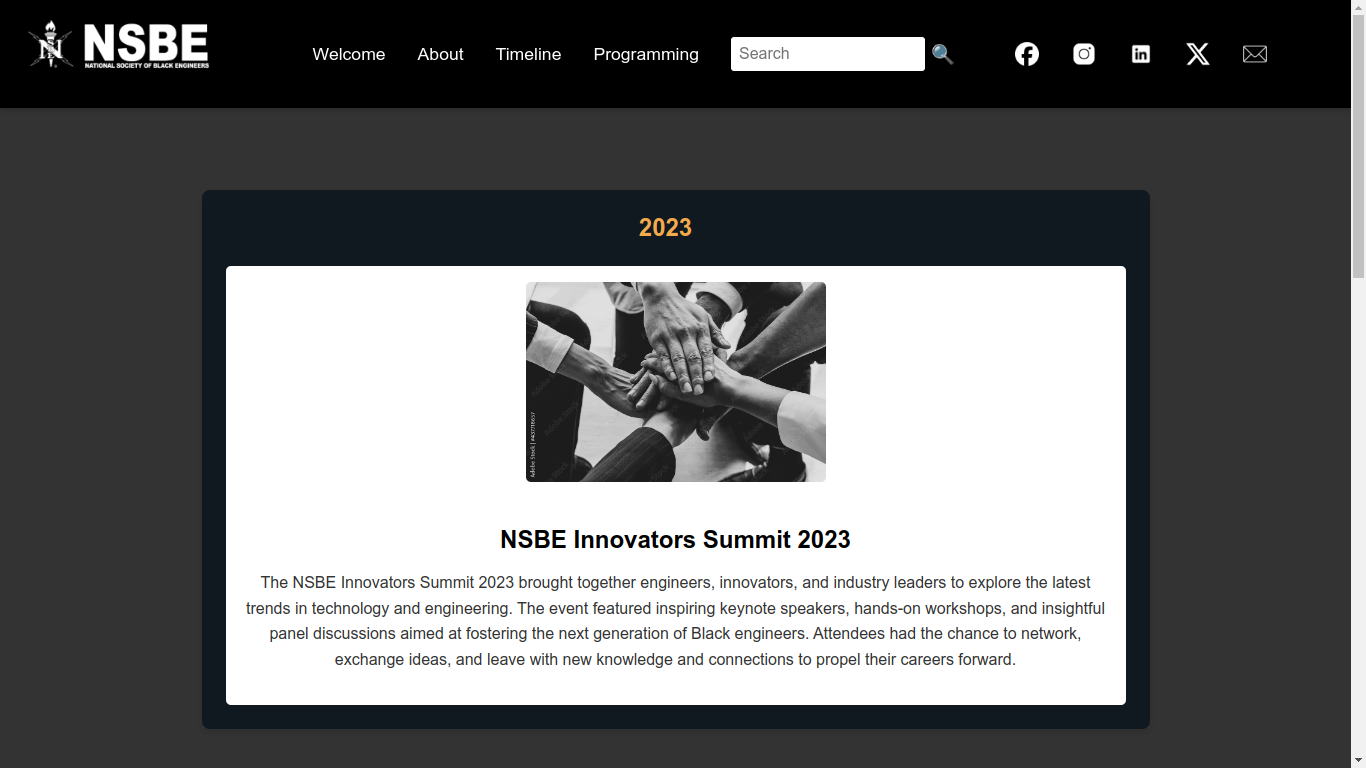 NSBE
NATIONAL SOCIETY OF BLACK ENGINEERS
Welcome
About
Timeline
Programming
Search
2023
NSBE Innovators Summit 2023
The NSBE Innovators Summit 2023 brought together engineers, innovators, and industry leaders to explore the latest
trends in technology and engineering. The event featured inspiring keynote speakers, hands-on workshops, and insightful
panel discussions aimed at fostering the next generation of Black engineers. Attendees had the chance to network,
exchange ideas, and leave with new knowledge and connections to propel their careers forward.